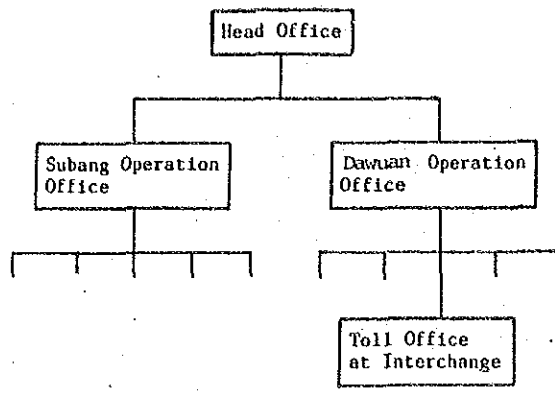 Head Office
Subang Operation
Office
Dawuan Operation
Office
Toll Office
at Interchange